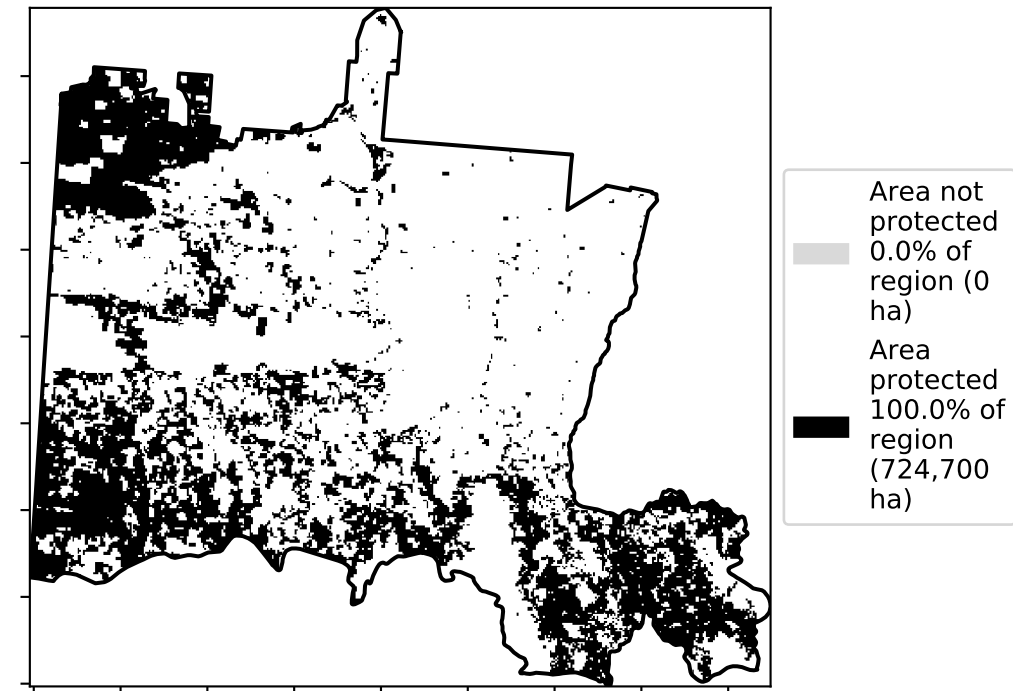 Area not
protected
0.0% of
region (0
ha)
Area
protected
100.0% of
region
(724,700
ha)